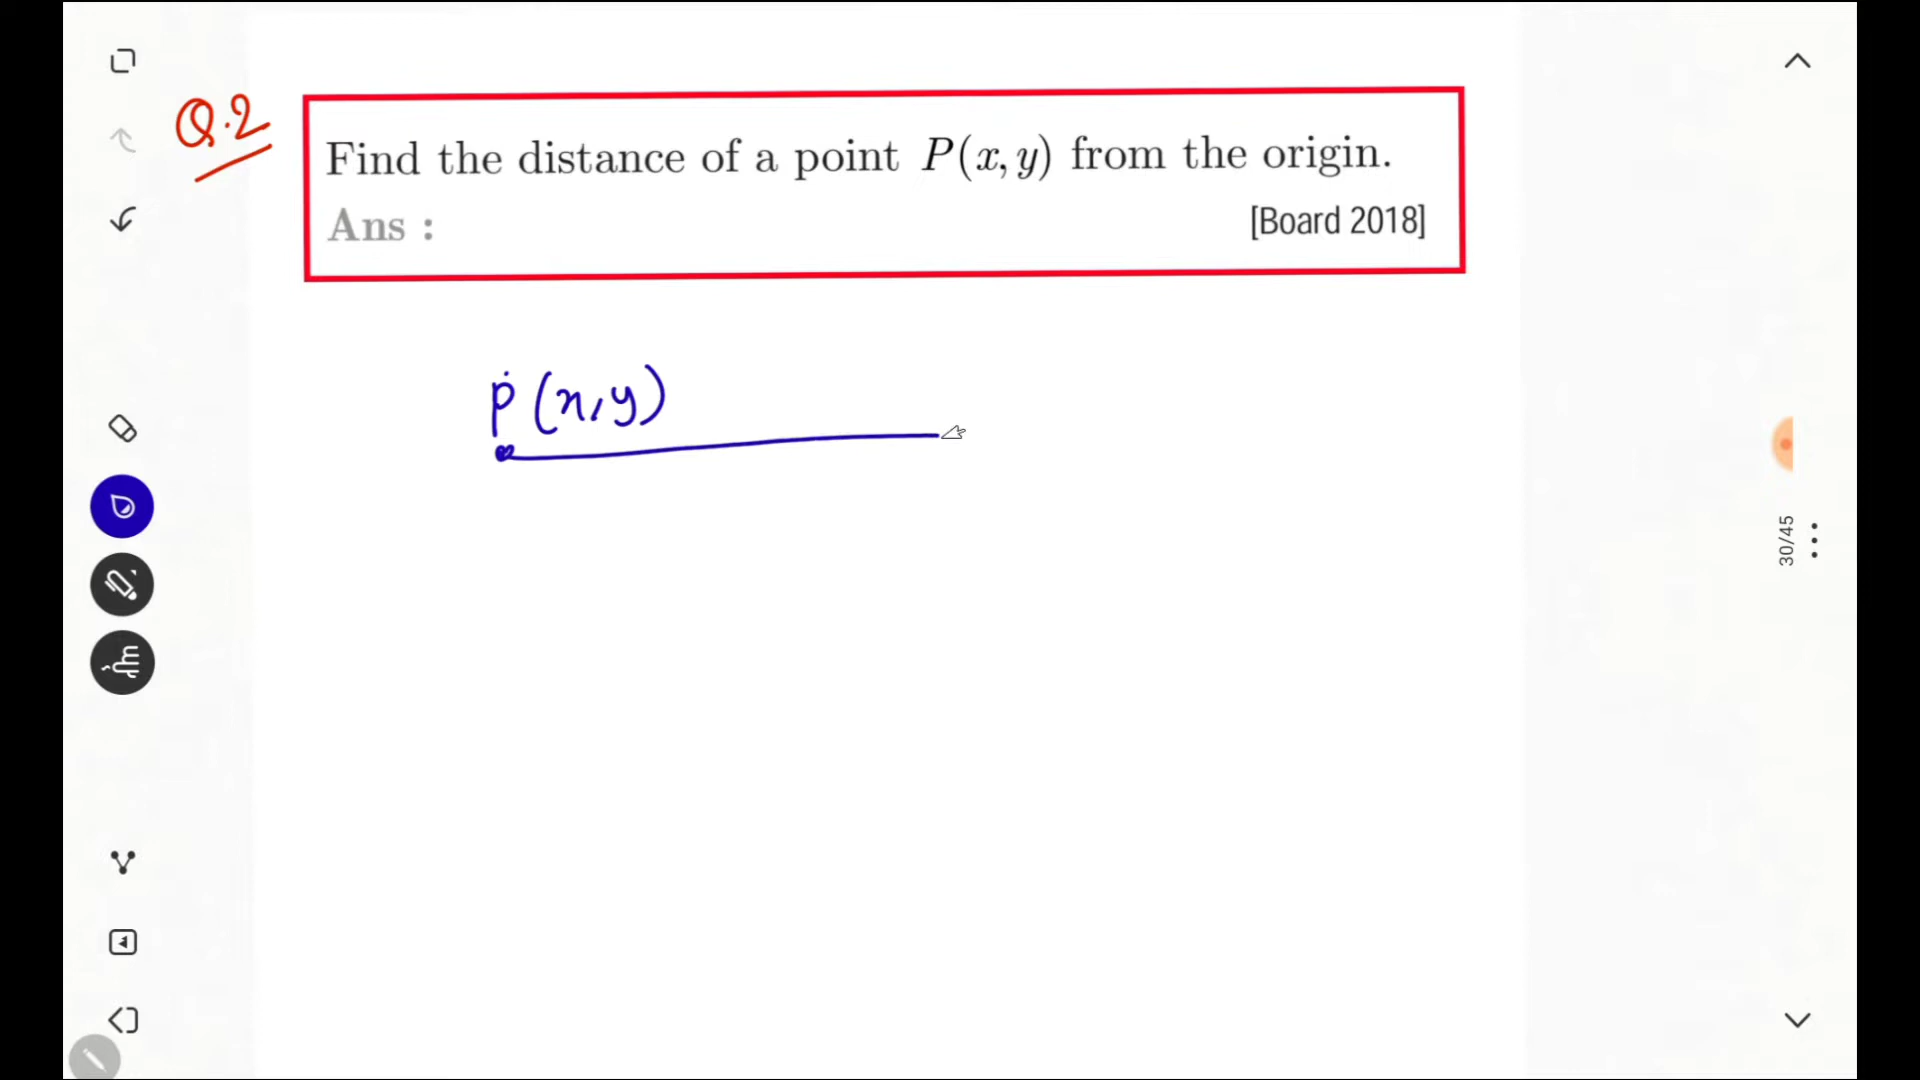 Q.2
Find the distance of a point P(x, y) from the origin.
Ans :
[Board 2018]
P (x, y)
30/45